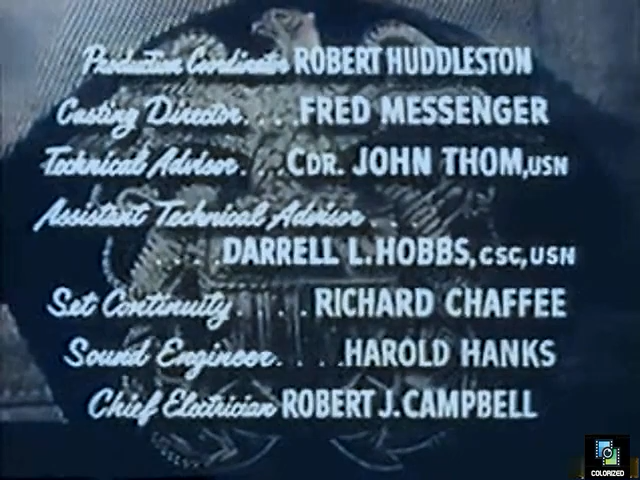 Production Coordinator ROBERT HUDDLESTON
Casting Director. . . .FRED MESSENGER
Technical Advisor. . . .CDR. JOHN THOM,USN
Assistant Technical Advisor . . .
. . . .DARRELL L.HOBBS,CSC,USN
Set Continuity. . . . .RICHARD CHAFFEE
Sound Engineer. . . .HAROLD HANKS
Chief Electrician ROBERT J.CAMPBELL
COLORIZED